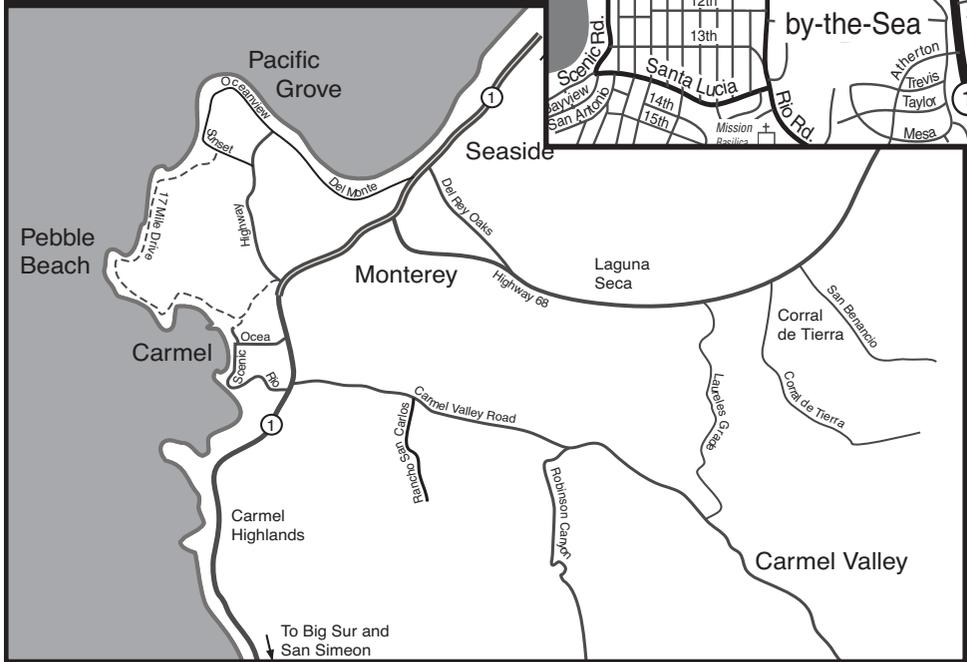 12th
by-the-Sea
13th
Scenic Rd.
Santa Lucia
Atherton
Trevis
Taylor
Mesa
Bayview
San Antonio
14th
15th
Rio Rd.
Mission
Basilica
1
Pacific
Grove
Oceanview
Sunset
1
Seaside
Del Monte
Del Rey Oaks
17 Mile Drive
Highway
Pebble
Beach
Monterey
Highway 68
Laguna
Seca
San Benancio
Corral
de Tierra
Corral de Tierra
Carmel
Ocea
Scenic
Rio
1
Carmel Valley Road
Rancho San Carlos
Laureles Grade
Robinson Canyon
Carmel
Highlands
Carmel Valley
To Big Sur and
San Simeon